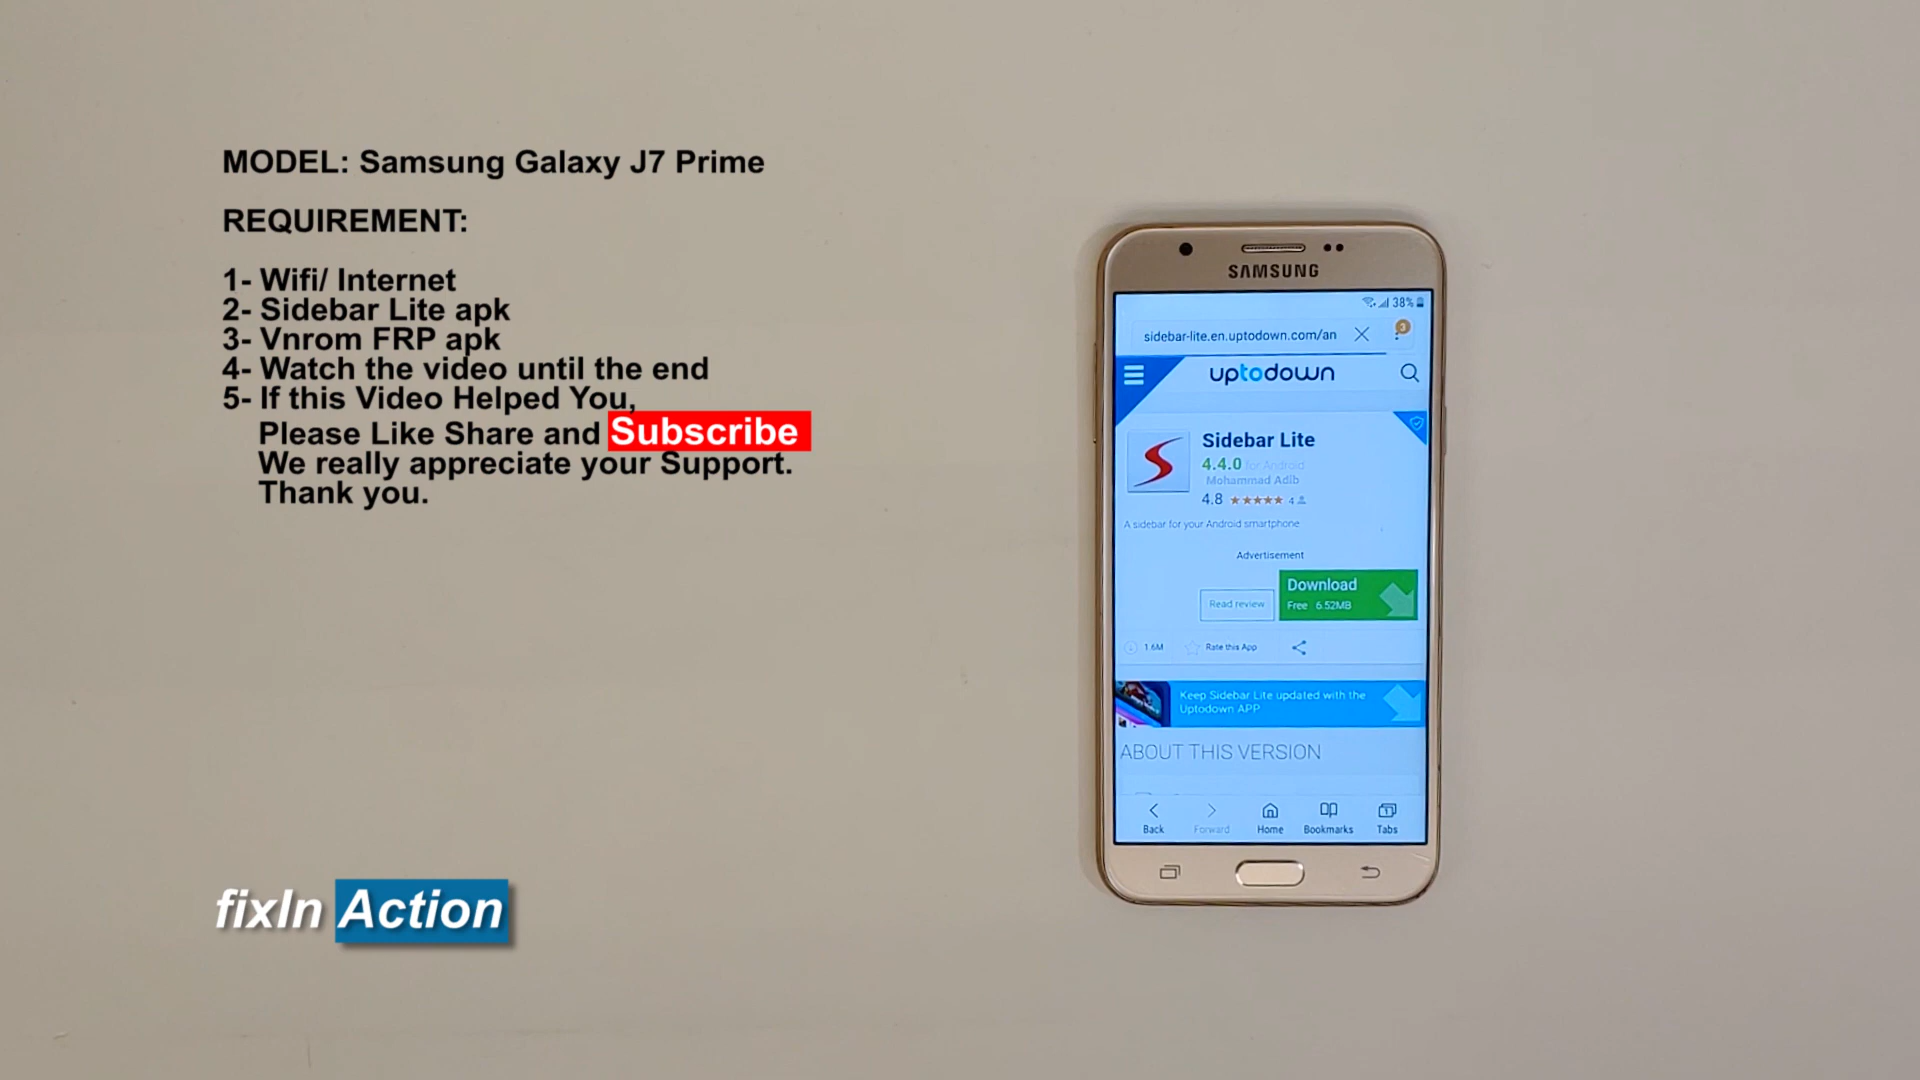 MODEL: Samsung Galaxy J7 Prime
REQUIREMENT:
1- Wifi/ Internet
2- Sidebar Lite apk
3- Vnrom FRP apk
4- Watch the video until the end
5- If this Video Helped You,
Please Like Share and Subscribe
We really appreciate your Support.
Thank you.
fixIn Action
SAMSUNG
38%
sidebar-lite.en.uptodown.com/an
3
uptodown
Sidebar Lite
4.4.0 for Android
Mohammad Adib
4.8 ★★★★★ 4
A sidebar for your Android smartphone
Advertisement
Download
Read review
Free 6.52MB
1.6M Rate this App
Keep Sidebar Lite updated with the
Uptodown APP
ABOUT THIS VERSION
1
Back Forward Home Bookmarks Tabs